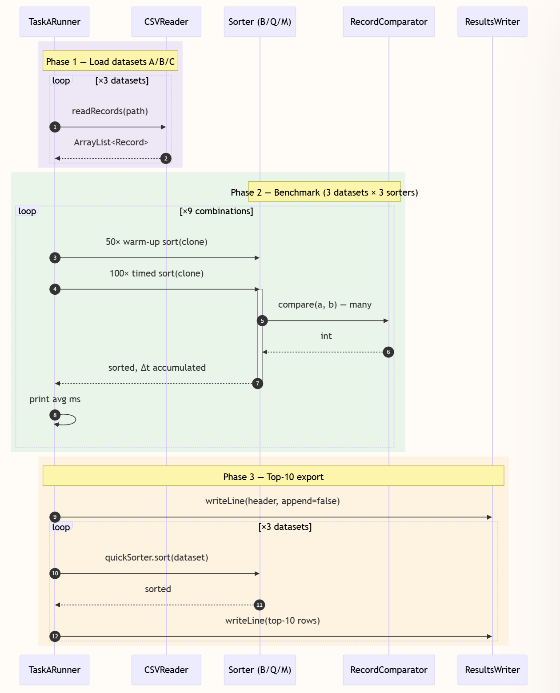 TaskARunner CSVReader Sorter (B/Q/M) RecordComparator ResultsWriter
Phase 1 — Load datasets A/B/C
loop [×3 datasets]
readRecords(path)
1
ArrayList<Record>
2
Phase 2 — Benchmark (3 datasets × 3 sorters)
loop [×9 combinations]
50× warm-up sort(clone)
3
100× timed sort(clone)
4
compare(a, b) — many
5
int
6
sorted, Δt accumulated
7
print avg ms
8
Phase 3 — Top-10 export
writeLine(header, append=false)
9
loop [×3 datasets]
quickSorter.sort(dataset)
10
sorted
11
writeLine(top-10 rows)
12
TaskARunner CSVReader Sorter (B/Q/M) RecordComparator ResultsWriter